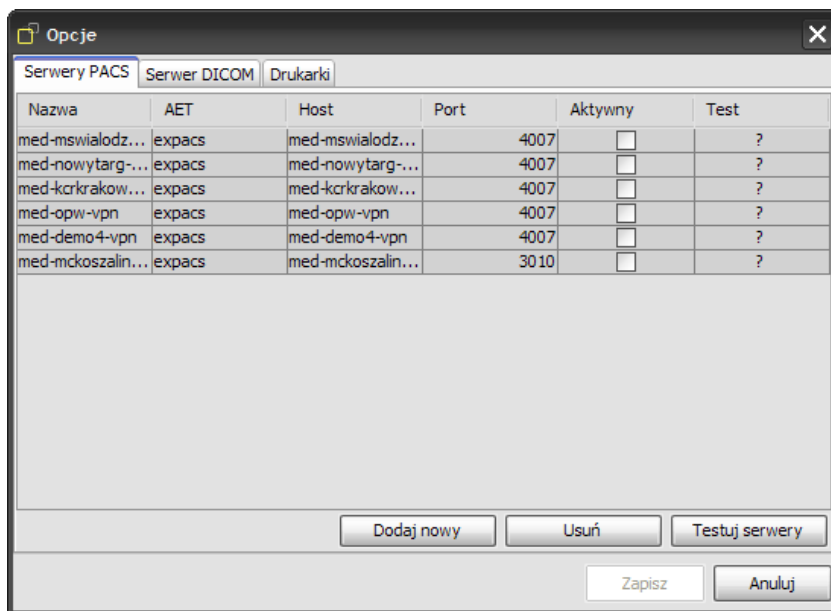 Opcje
Serwery PACS Serwer DICOM Drukarki
Nazwa AET Host Port Aktywny Test
med-mswialodz... expacs med-mswialodz... 4007 ?
med-nowytarg-... expacs med-nowytarg-... 4007 ?
med-kcrkrakow... expacs med-kcrkrakow... 4007 ?
med-opw-vpn expacs med-opw-vpn 4007 ?
med-demo4-vpn expacs med-demo4-vpn 4007 ?
med-mckoszalin... expacs med-mckoszalin... 3010 ?
Dodaj nowy Usuń Testuj serwery
Zapisz Anuluj